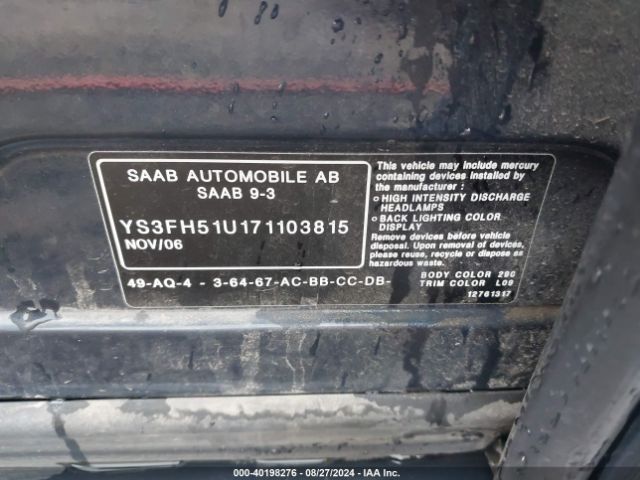 SAAB AUTOMOBILE AB
SAAB 9-3
YS3FH51U171103815
NOV/06
This vehicle may include mercury
containing devices installed by
the manufacturer :
o HIGH INTENSITY DISCHARGE
HEADLAMPS
o BACK LIGHTING COLOR
DISPLAY
Remove devices before vehicle
disposal. Upon removal of devices,
please reuse, recycle or dispose as
hazardous waste.
49-AQ-4 - 3-64-67-AC-BB-CC-DB-
BODY COLOR 290
TRIM COLOR L09
12761317
000-40198276 - 08/27/2024 - IAA Inc.